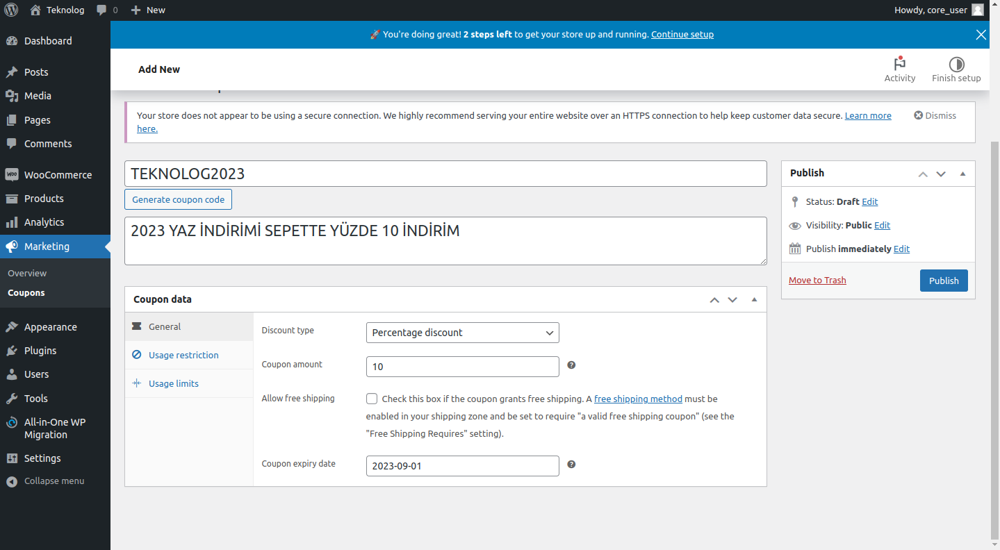 Teknolog
0
New
Howdy, core_user
🚀 You're doing great! 2 steps left to get your store up and running. Continue setup
Add New
Activity
Finish setup
Dashboard
Posts
Media
Pages
Comments
WooCommerce
Products
Analytics
Marketing
Overview
Coupons
Appearance
Plugins
Users
Tools
All-in-One WP
Migration
Settings
Collapse menu
Your store does not appear to be using a secure connection. We highly recommend serving your entire website over an HTTPS connection to help keep customer data secure. Learn more
here.
Dismiss
TEKNOLOG2023
Generate coupon code
2023 YAZ İNDİRİMİ SEPETTE YÜZDE 10 İNDİRİM
Coupon data
General
Usage restriction
Usage limits
Discount type
Percentage discount
Coupon amount
10
Allow free shipping
Check this box if the coupon grants free shipping. A free shipping method must be
enabled in your shipping zone and be set to require "a valid free shipping coupon" (see the
"Free Shipping Requires" setting).
Coupon expiry date
2023-09-01
Publish
Status: Draft Edit
Visibility: Public Edit
Publish immediately Edit
Move to Trash
Publish